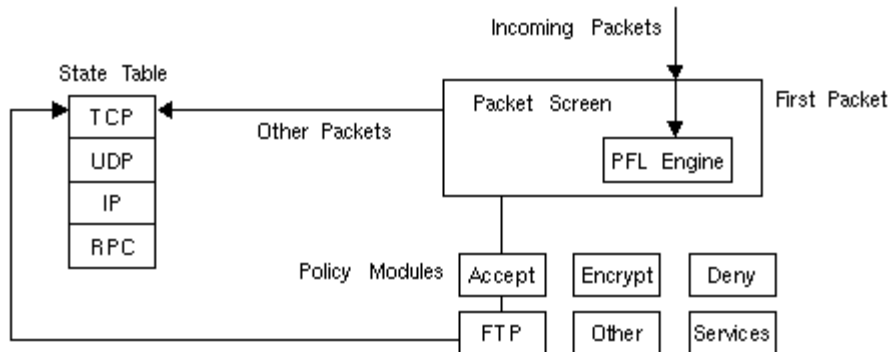 Incoming Packets
State Table
Packet Screen
First Packet
TCP
Other Packets
UDP
PFL Engine
IP
RPC
Policy Modules
Accept
Encrypt
Deny
FTP
Other
Services